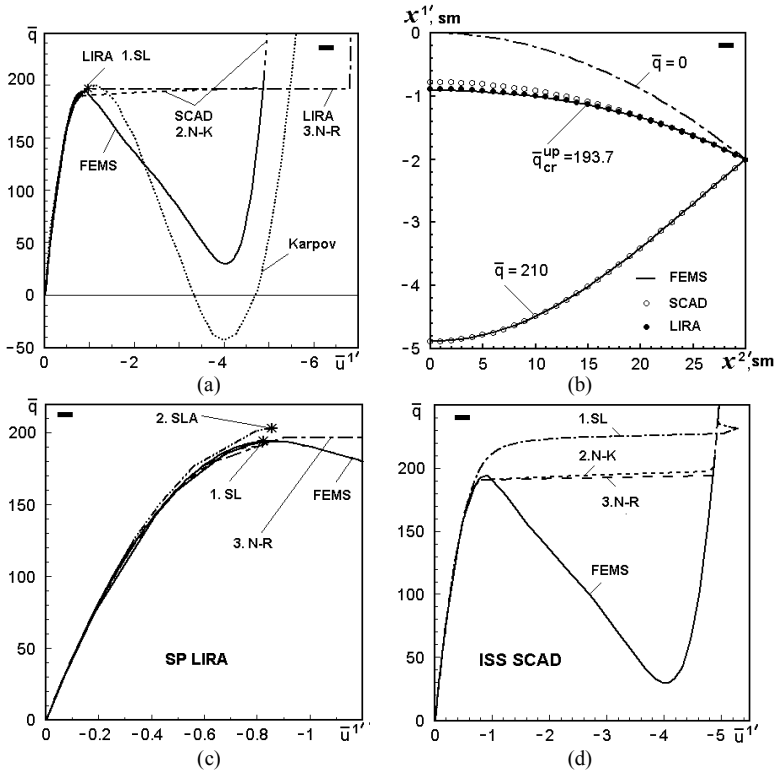 q̄
200
150
100
50
0
-50
0
-2
-4
-6
ū¹′
LIRA 1.SL
SCAD
2.N-K
LIRA
3.N-R
FEMS
Karpov
(a)
x¹′, sm
0
-1
-2
-3
-4
-5
0
5
10
15
20
25
x²′, sm
q̄ = 0
q̄ᵘᵖcr = 193.7
q̄ = 210
FEMS
SCAD
LIRA
(b)
q̄
200
150
100
50
0
0
-0.2
-0.4
-0.6
-0.8
-1
ū¹′
2. SLA
1. SL
FEMS
3. N-R
SP LIRA
(c)
q̄
200
150
100
50
0
0
-1
-2
-3
-4
-5
ū¹′
1.SL
2.N-K
3.N-R
FEMS
ISS SCAD
(d)